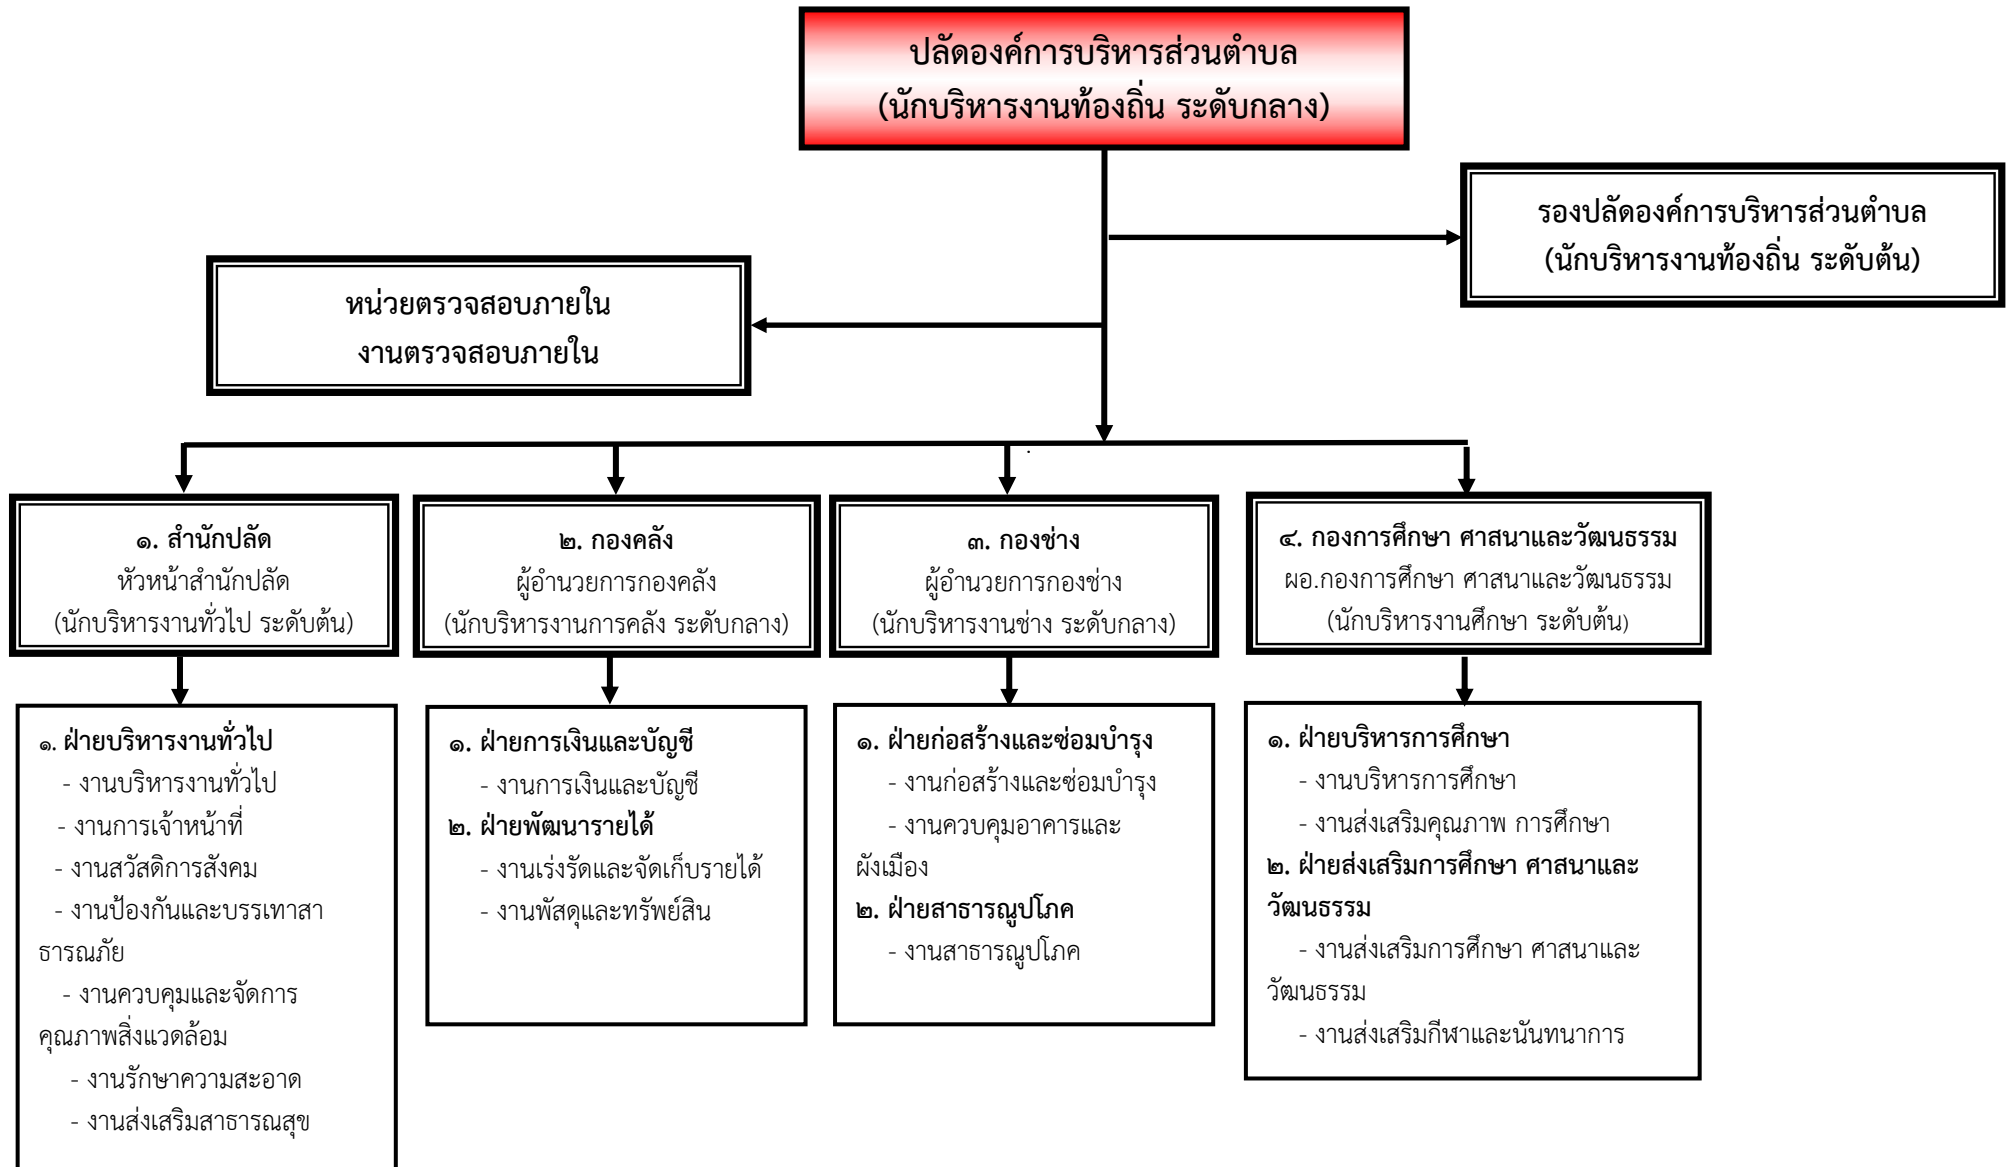 ปลัดองค์การบริหารส่วนตำบล
(นักบริหารงานท้องถิ่น ระดับกลาง)
รองปลัดองค์การบริหารส่วนตำบล
(นักบริหารงานท้องถิ่น ระดับต้น)
หน่วยตรวจสอบภายใน
งานตรวจสอบภายใน
๑. สำนักปลัด
หัวหน้าสำนักปลัด
(นักบริหารงานทั่วไป ระดับต้น)
๒. กองคลัง
ผู้อำนวยการกองคลัง
(นักบริหารงานการคลัง ระดับกลาง)
๓. กองช่าง
ผู้อำนวยการกองช่าง
(นักบริหารงานช่าง ระดับกลาง)
๔. กองการศึกษา ศาสนาและวัฒนธรรม
ผอ.กองการศึกษา ศาสนาและวัฒนธรรม
(นักบริหารงานศึกษา ระดับต้น)
๑. ฝ่ายบริหารงานทั่วไป
- งานบริหารงานทั่วไป
- งานการเจ้าหน้าที่
- งานสวัสดิการสังคม
- งานป้องกันและบรรเทาสา
ธารณภัย
- งานควบคุมและจัดการ
คุณภาพสิ่งแวดล้อม
- งานรักษาความสะอาด
- งานส่งเสริมสาธารณสุข
๑. ฝ่ายการเงินและบัญชี
- งานการเงินและบัญชี
๒. ฝ่ายพัฒนารายได้
- งานเร่งรัดและจัดเก็บรายได้
- งานพัสดุและทรัพย์สิน
๑. ฝ่ายก่อสร้างและซ่อมบำรุง
- งานก่อสร้างและซ่อมบำรุง
- งานควบคุมอาคารและ
ผังเมือง
๒. ฝ่ายสาธารณูปโภค
- งานสาธารณูปโภค
๑. ฝ่ายบริหารการศึกษา
- งานบริหารการศึกษา
- งานส่งเสริมคุณภาพ การศึกษา
๒. ฝ่ายส่งเสริมการศึกษา ศาสนาและ
วัฒนธรรม
- งานส่งเสริมการศึกษา ศาสนาและ
วัฒนธรรม
- งานส่งเสริมกีฬาและนันทนาการ